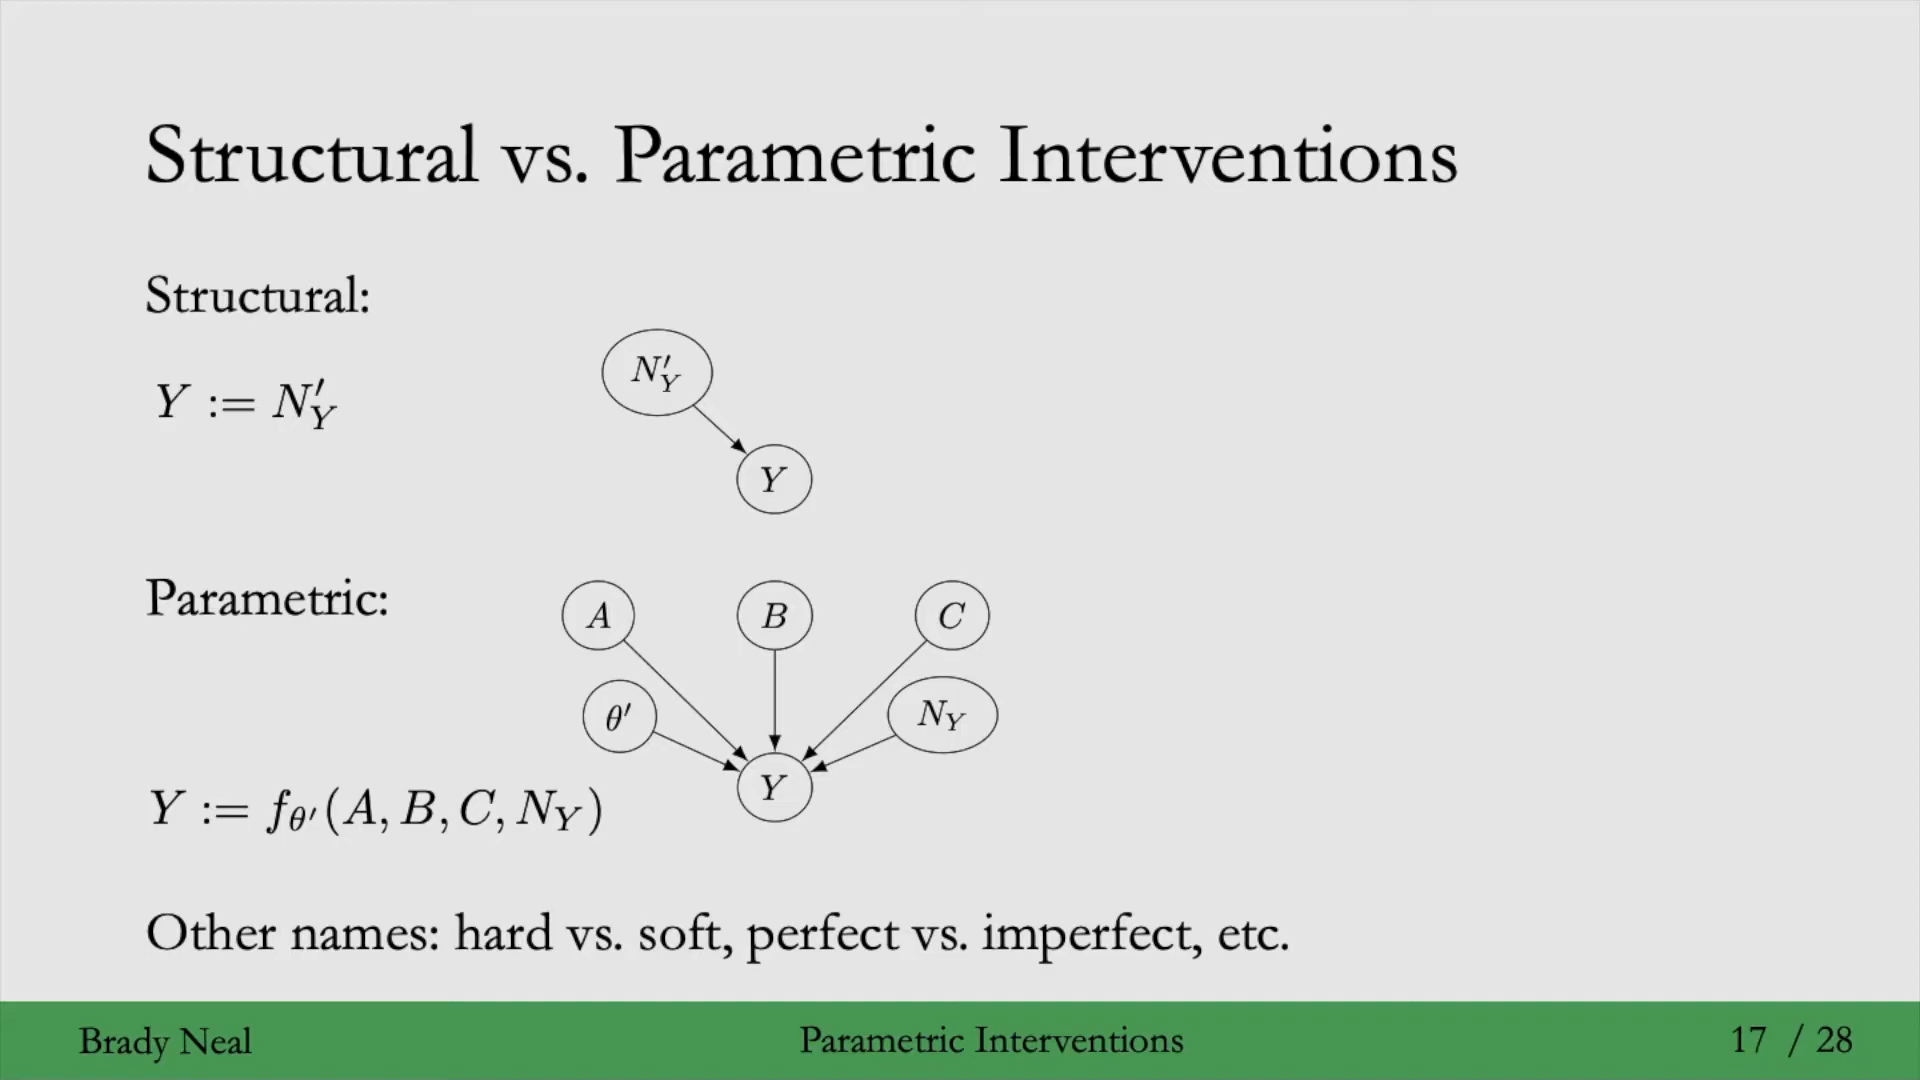 Structural vs. Parametric Interventions
Structural:
N′_Y
Y := N′_Y
Y
Parametric:
A B C
θ′ N_Y
Y
Y := f_θ′(A, B, C, N_Y)
Other names: hard vs. soft, perfect vs. imperfect, etc.
Brady Neal Parametric Interventions 17 / 28